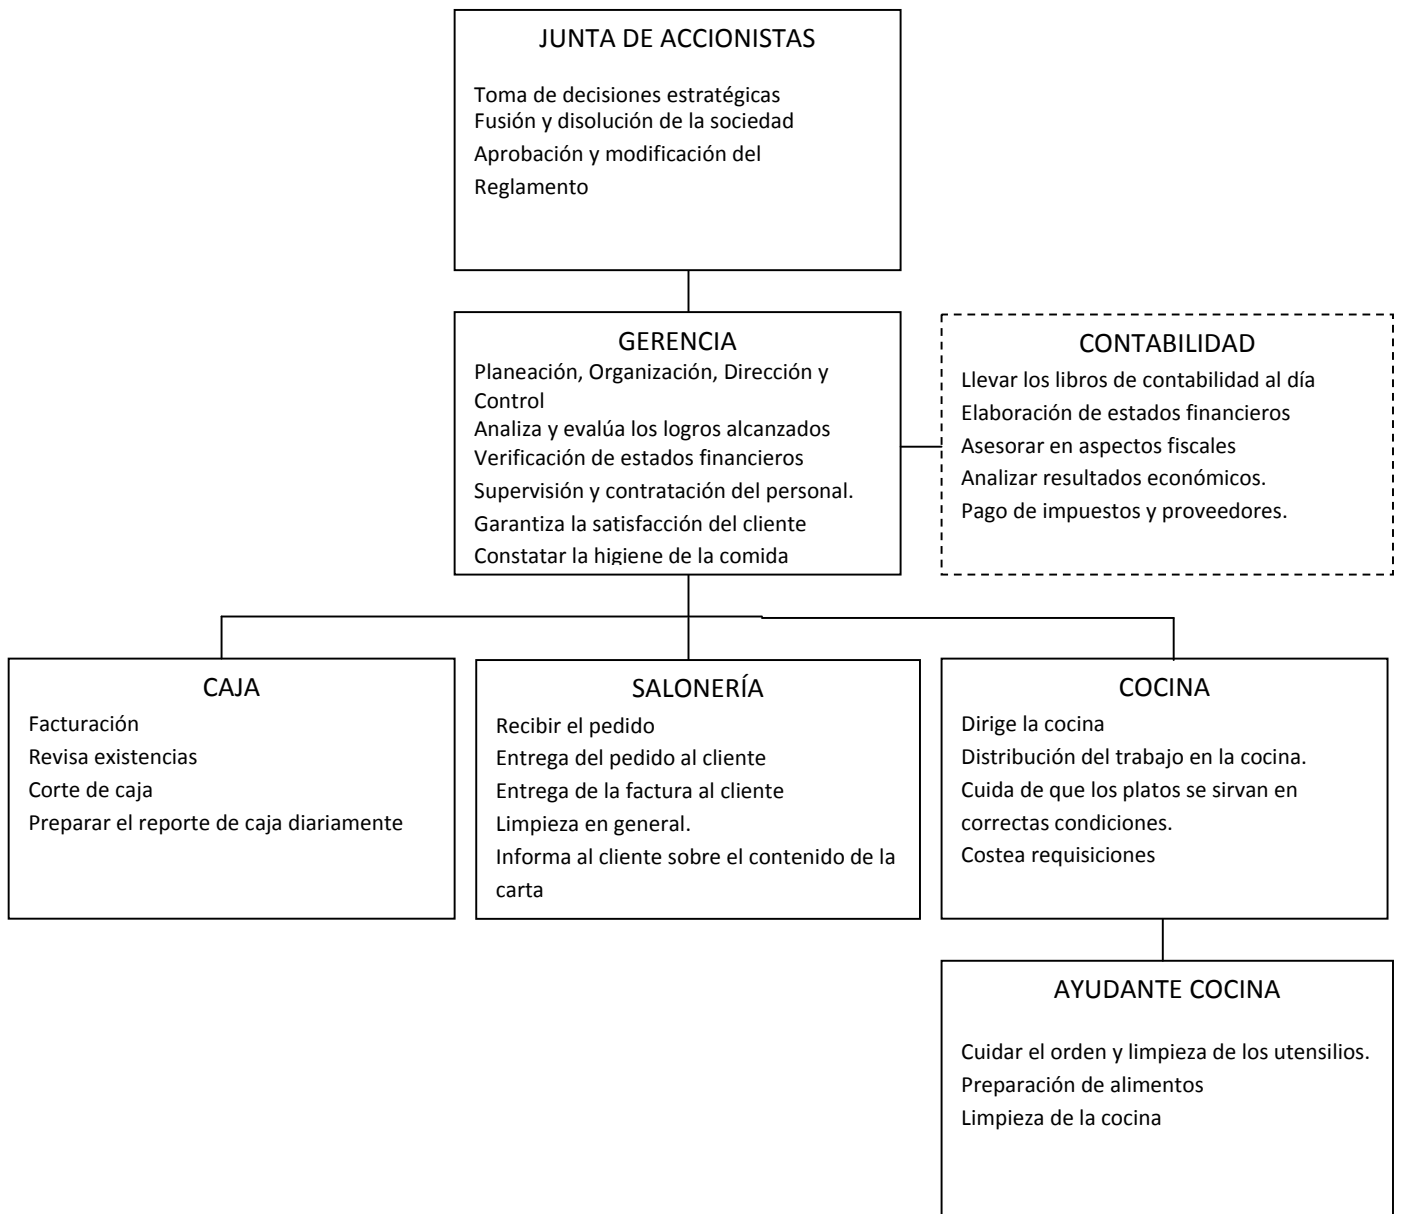 JUNTA DE ACCIONISTAS
Toma de decisiones estratégicas
Fusión y disolución de la sociedad
Aprobación y modificación del
Reglamento
GERENCIA
Planeación, Organización, Dirección y
Control
Analiza y evalúa los logros alcanzados
Verificación de estados financieros
Supervisión y contratación del personal.
Garantiza la satisfacción del cliente
Constatar la higiene de la comida
CONTABILIDAD
Llevar los libros de contabilidad al día
Elaboración de estados financieros
Asesorar en aspectos fiscales
Analizar resultados económicos.
Pago de impuestos y proveedores.
CAJA
Facturación
Revisa existencias
Corte de caja
Preparar el reporte de caja diariamente
SALONERÍA
Recibir el pedido
Entrega del pedido al cliente
Entrega de la factura al cliente
Limpieza en general.
Informa al cliente sobre el contenido de la
carta
COCINA
Dirige la cocina
Distribución del trabajo en la cocina.
Cuida de que los platos se sirvan en
correctas condiciones.
Costea requisiciones
AYUDANTE COCINA
Cuidar el orden y limpieza de los utensilios.
Preparación de alimentos
Limpieza de la cocina